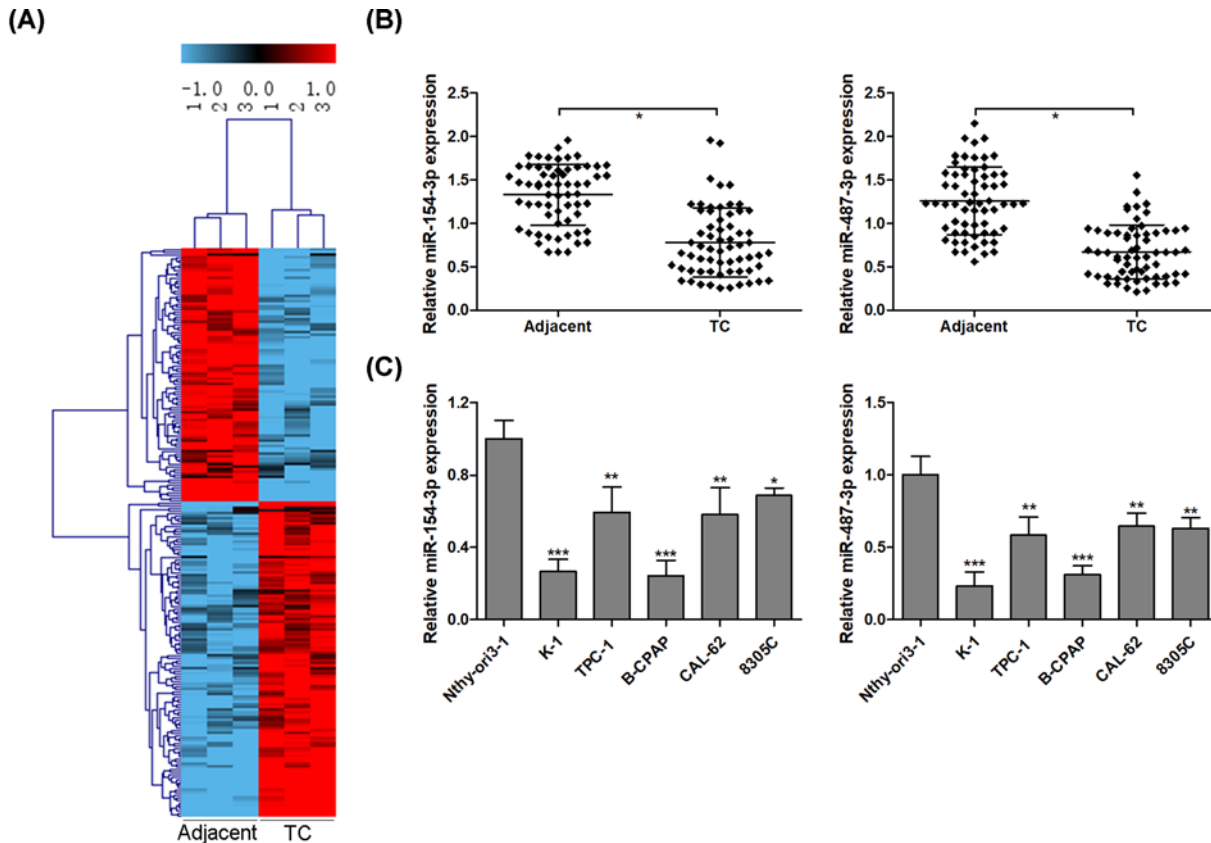 (A)
-1.0 0.0 1.0
1 2 3 1 2 3
Adjacent TC
(B)
Relative miR-154-3p expression
2.5
2.0
1.5
1.0
0.5
0.0
*
Adjacent TC
Relative miR-487-3p expression
2.5
2.0
1.5
1.0
0.5
0.0
*
Adjacent TC
(C)
Relative miR-154-3p expression
1.2
0.8
0.4
0.0
*** ** *** ** *
Nthy-ori3-1 K-1 TPC-1 B-CPAP CAL-62 8305C
Relative miR-487-3p expression
1.5
1.0
0.5
0.0
*** ** *** ** **
Nthy-ori3-1 K-1 TPC-1 B-CPAP CAL-62 8305C